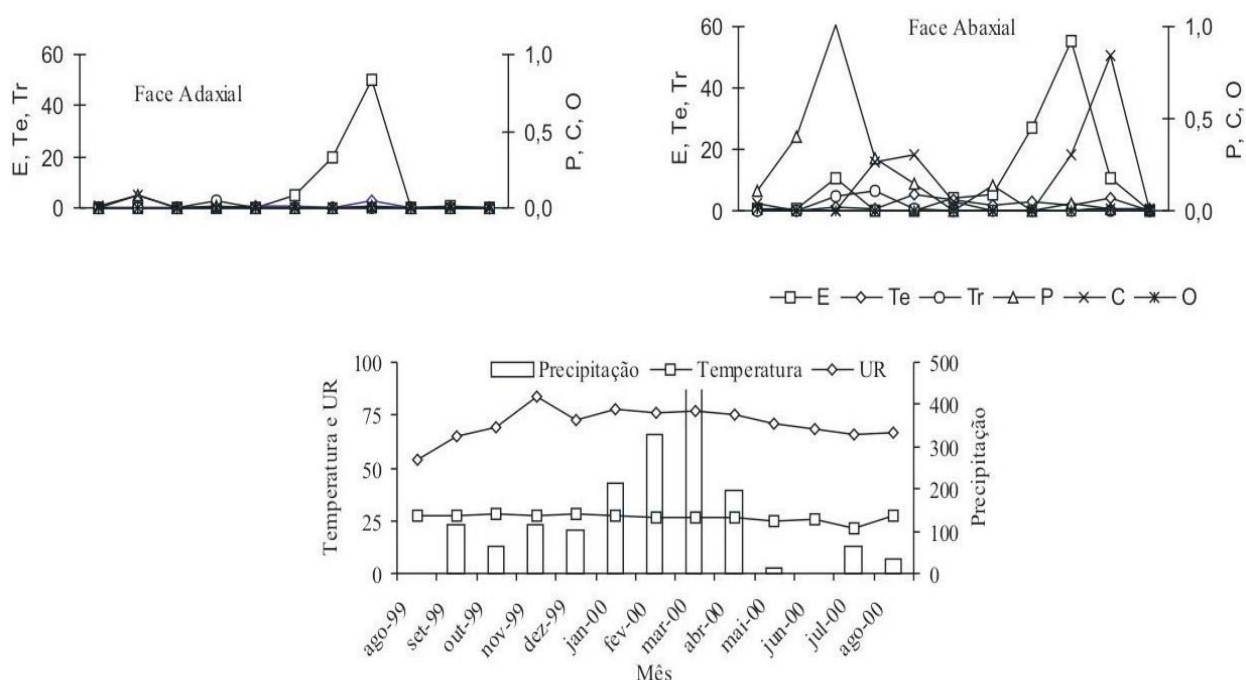 Face Adaxial
E, Te, Tr
60
40
20
0
1,0
0,5
0,0
P, C, O
Face Abaxial
E, Te, Tr
60
40
20
0
1,0
0,5
0,0
P, C, O
E Te Tr P C O
Precipitação Temperatura UR
Temperatura e UR
100
75
50
25
0
500
400
300
200
100
0
Precipitação
ago-99 set-99 out-99 nov-99 dez-99 jan-00 fev-00 mar-00 abr-00 mai-00 jun-00 jul-00 ago-00
Mês